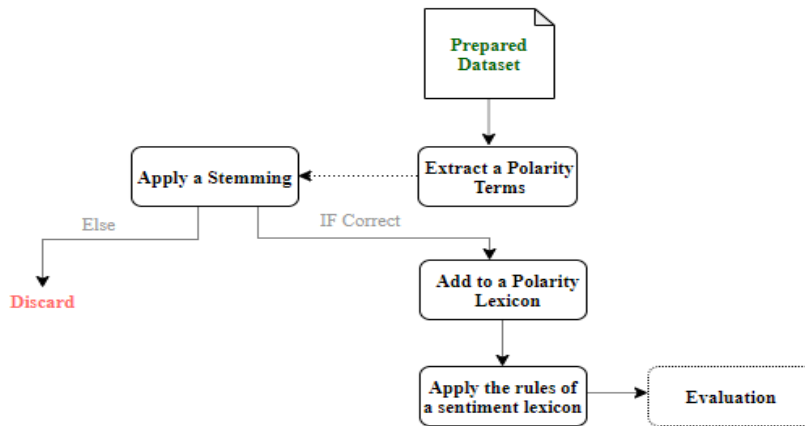 Prepared
Dataset
Extract a Polarity
Terms
Apply a Stemming
Else
IF Correct
Discard
Add to a Polarity
Lexicon
Apply the rules of
a sentiment lexicon
Evaluation